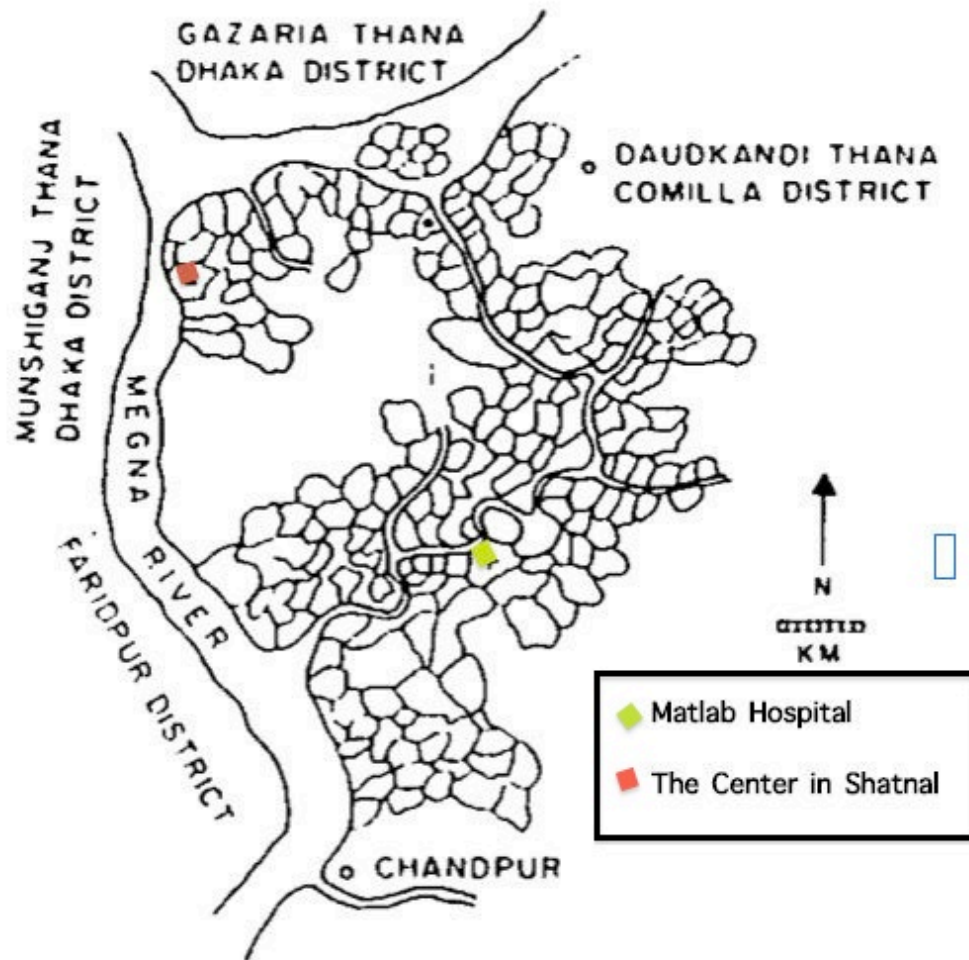 GAZARIA THANA
DHAKA DISTRICT
DAUDKANDI THANA
COMILLA DISTRICT
MUNSHIGANJ THANA
DHAKA DISTRICT
MEGNA RIVER
FARIDPUR DISTRICT
N
KM
Matlab Hospital
The Center in Shatnal
CHANDPUR